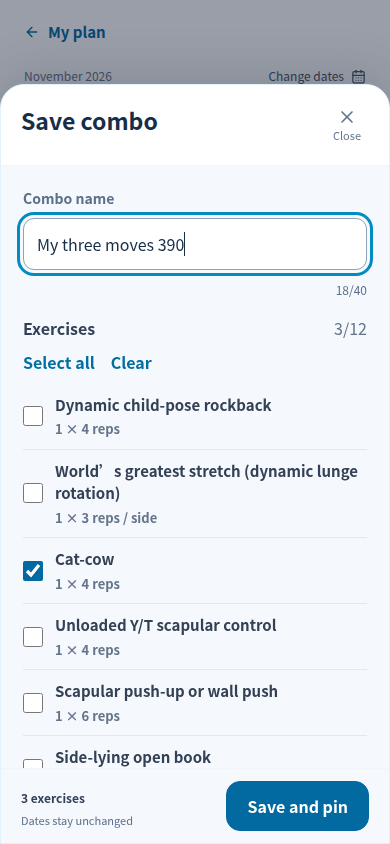 My plan
November 2026
Change dates
Save combo
Close
Combo name
My three moves 390
18/40
Exercises
3/12
Select all
Clear
Dynamic child-pose rockback
1 × 4 reps
World’s greatest stretch (dynamic lunge
rotation)
1 × 3 reps / side
Cat-cow
1 × 4 reps
Unloaded Y/T scapular control
1 × 4 reps
Scapular push-up or wall push
1 × 6 reps
Side-lying open book
3 exercises
Dates stay unchanged
Save and pin